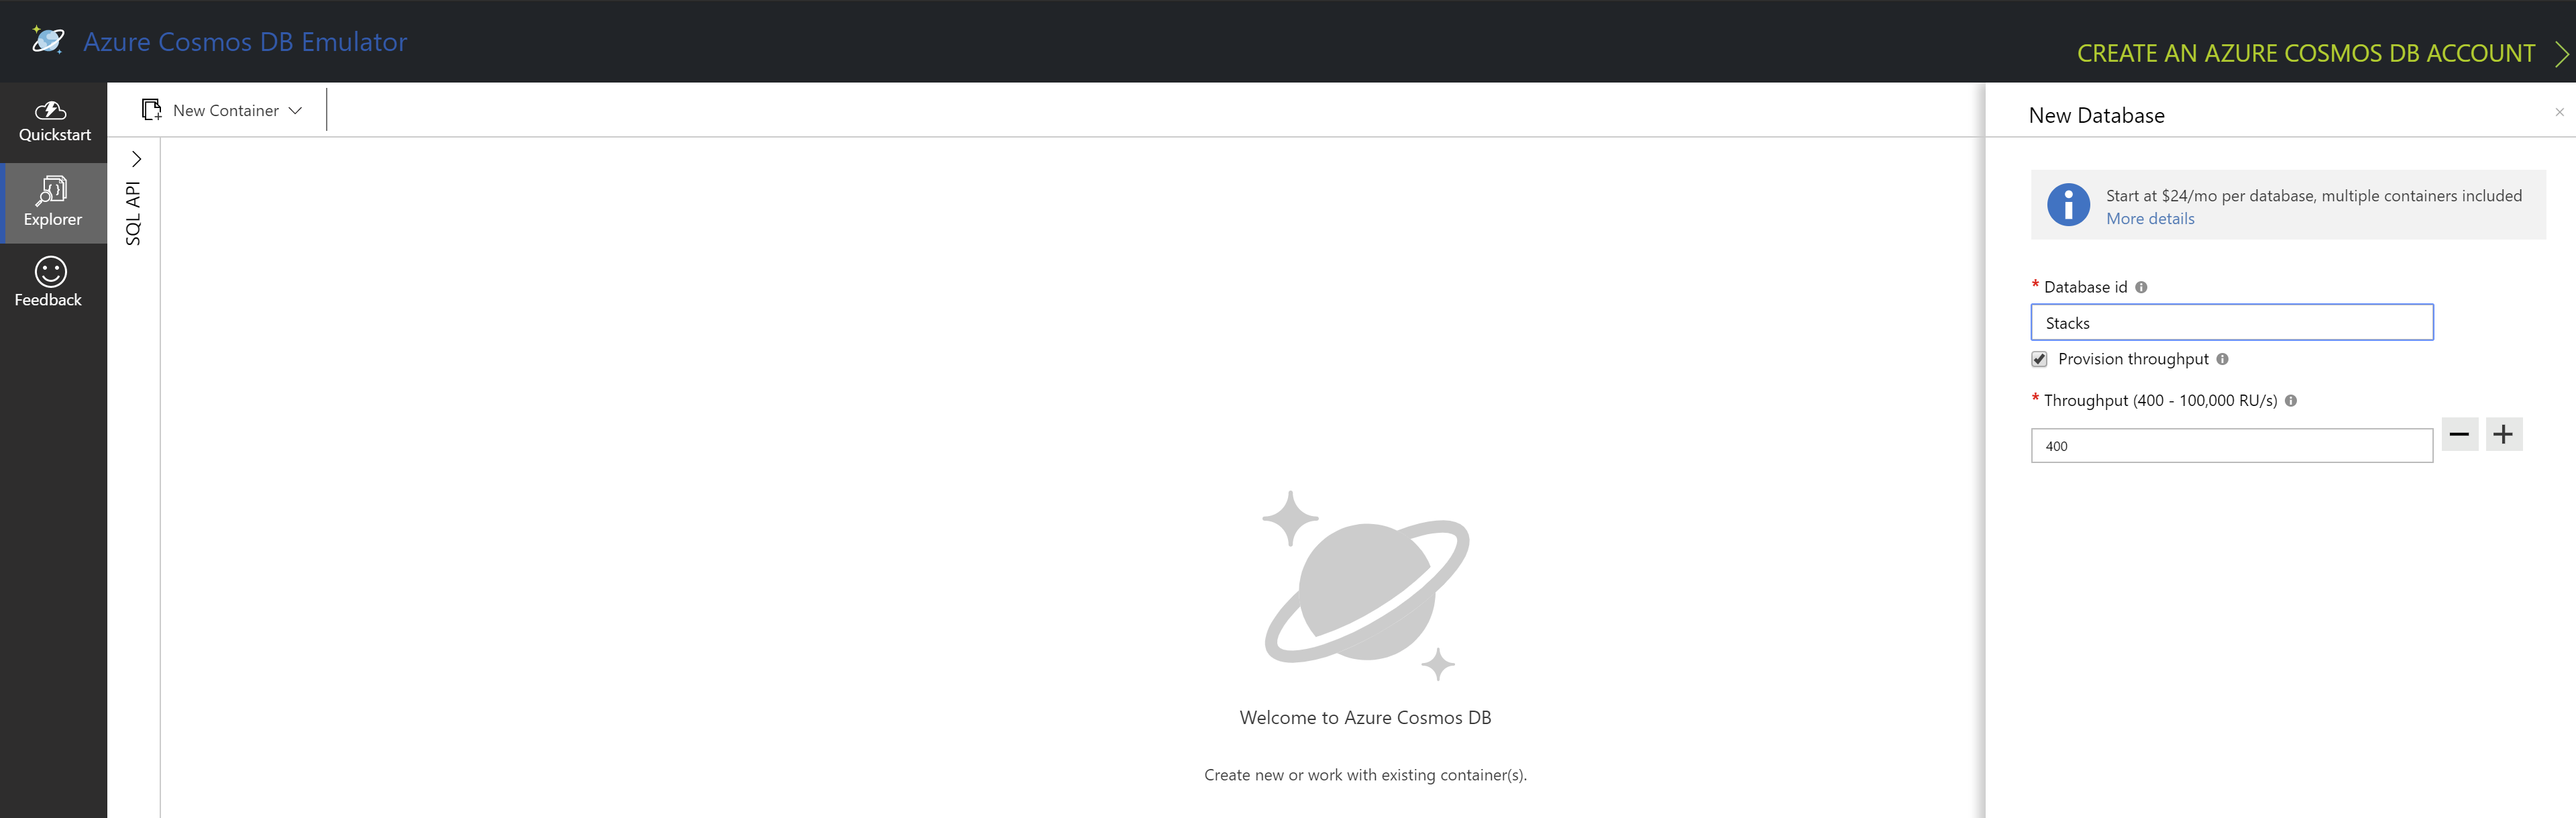 Azure Cosmos DB Emulator
CREATE AN AZURE COSMOS DB ACCOUNT
Quickstart
Explorer
Feedback
New Container
SQL API
Welcome to Azure Cosmos DB
Create new or work with existing container(s).
New Database
Start at $24/mo per database, multiple containers included
More details
* Database id
Stacks
Provision throughput
* Throughput (400 - 100,000 RU/s)
400